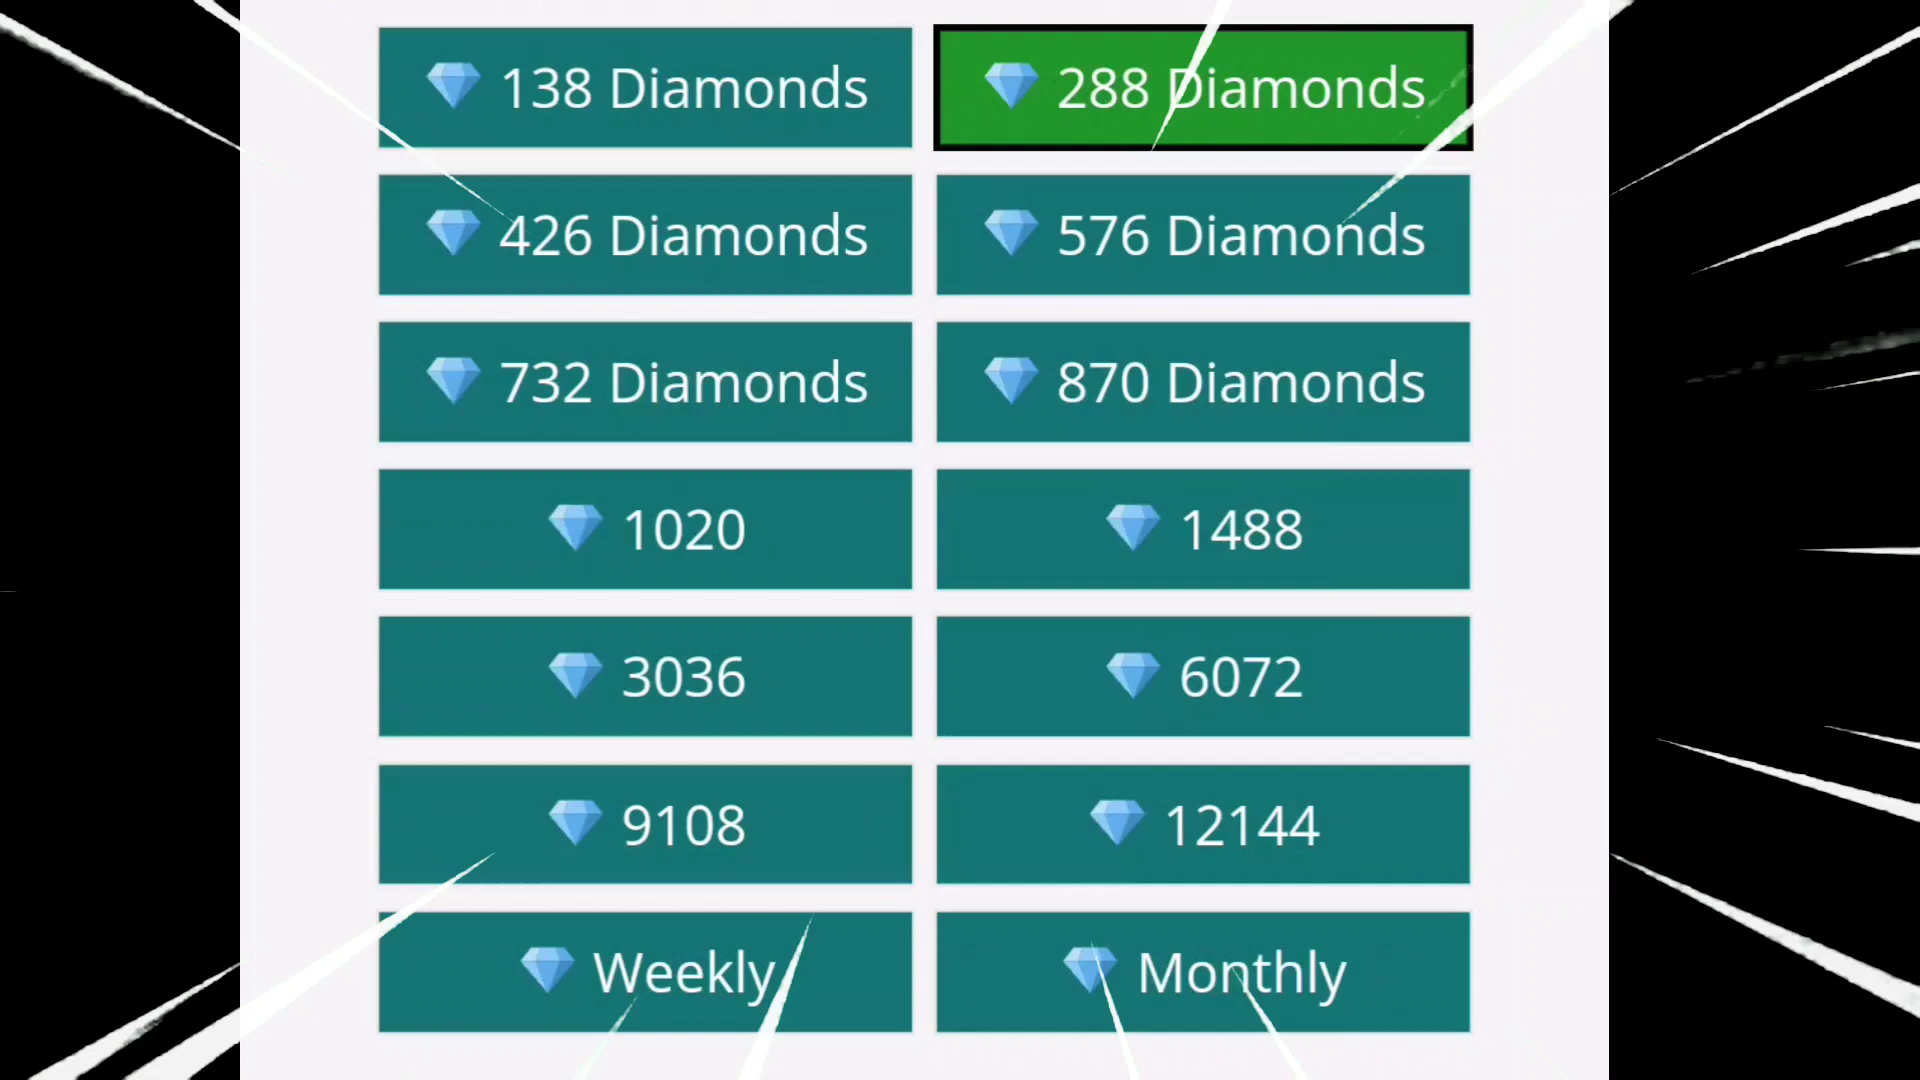 138 Diamonds
288 Diamonds
426 Diamonds
576 Diamonds
732 Diamonds
870 Diamonds
1020
1488
3036
6072
9108
12144
Weekly
Monthly